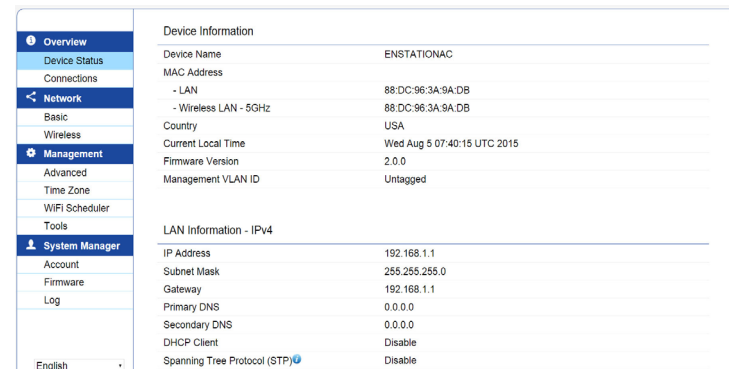 Overview
Device Status
Connections
Network
Basic
Wireless
Management
Advanced
Time Zone
WiFi Scheduler
Tools
System Manager
Account
Firmware
Log
English
Device Information
Device Name ENSTATIONAC
MAC Address
- LAN 88:DC:96:3A:9A:DB
- Wireless LAN - 5GHz 88:DC:96:3A:9A:DB
Country USA
Current Local Time Wed Aug 5 07:40:15 UTC 2015
Firmware Version 2.0.0
Management VLAN ID Untagged
LAN Information - IPv4
IP Address 192.168.1.1
Subnet Mask 255.255.255.0
Gateway 192.168.1.1
Primary DNS 0.0.0.0
Secondary DNS 0.0.0.0
DHCP Client Disable
Spanning Tree Protocol (STP) Disable